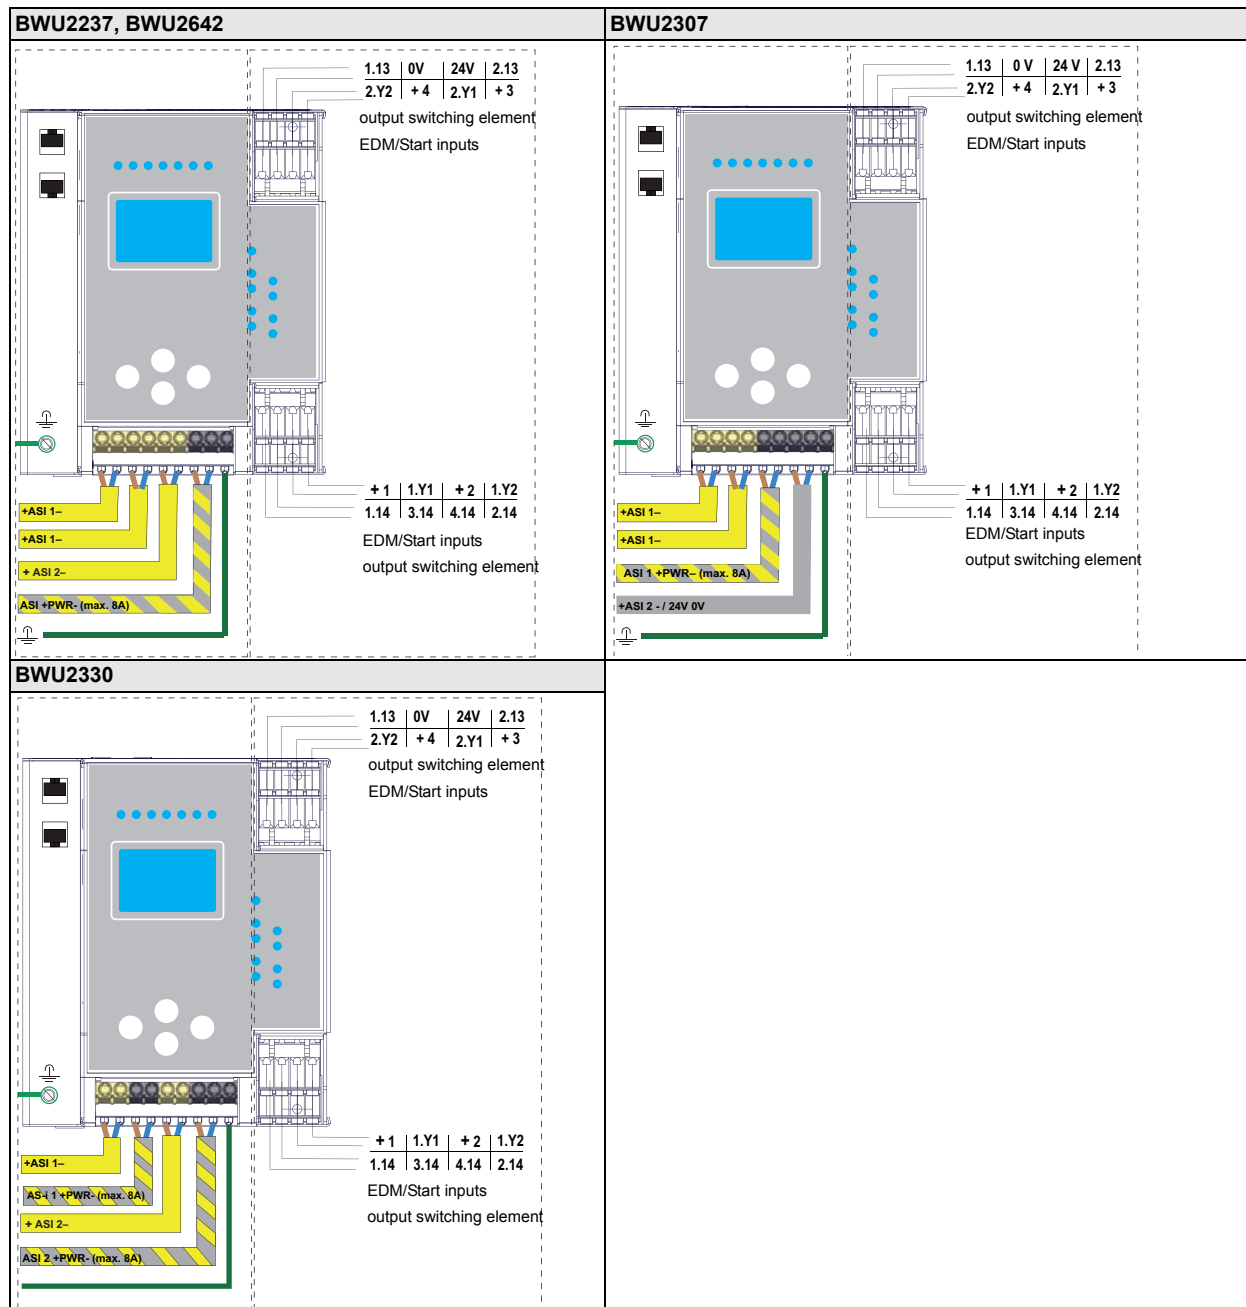 BWU2237, BWU2642
1.13 0V 24V 2.13
2.Y2 + 4 2.Y1 + 3
output switching element
EDM/Start inputs
+ 1 1.Y1 + 2 1.Y2
1.14 3.14 4.14 2.14
EDM/Start inputs
output switching element
+ASI 1–
+ASI 1–
+ ASI 2–
ASI +PWR- (max. 8A)
BWU2307
1.13 0 V 24 V 2.13
2.Y2 + 4 2.Y1 + 3
output switching element
EDM/Start inputs
+ 1 1.Y1 + 2 1.Y2
1.14 3.14 4.14 2.14
EDM/Start inputs
output switching element
+ASI 1–
+ASI 1–
ASI 1 +PWR– (max. 8A)
+ASI 2 - / 24V 0V
BWU2330
1.13 0V 24V 2.13
2.Y2 + 4 2.Y1 + 3
output switching element
EDM/Start inputs
+ 1 1.Y1 + 2 1.Y2
1.14 3.14 4.14 2.14
EDM/Start inputs
output switching element
+ASI 1–
AS-i 1 +PWR- (max. 8A)
+ ASI 2–
ASI 2 +PWR- (max. 8A)